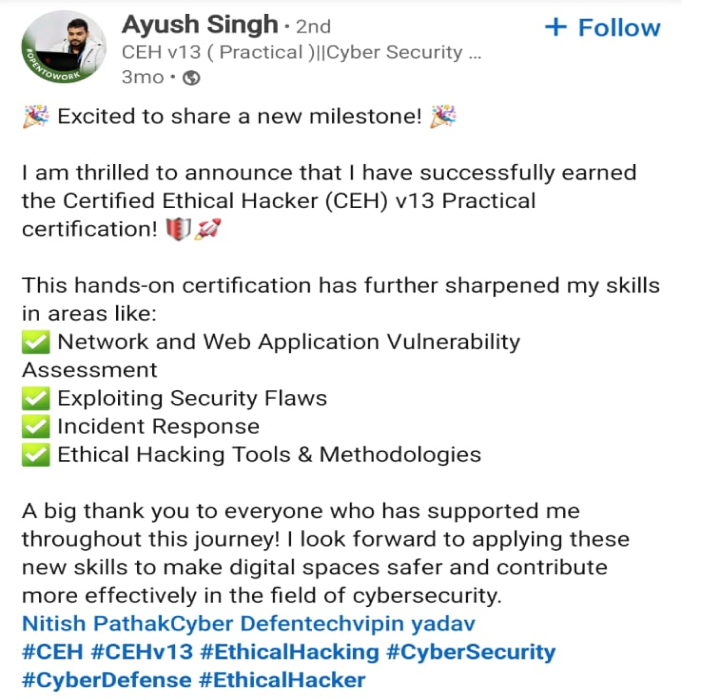 Ayush Singh · 2nd
+ Follow
CEH v13 ( Practical )||Cyber Security ...
3mo •
#OPENTOWORK
🎉 Excited to share a new milestone! 🎉
I am thrilled to announce that I have successfully earned
the Certified Ethical Hacker (CEH) v13 Practical
certification! 🛡️🚀
This hands-on certification has further sharpened my skills
in areas like:
✅ Network and Web Application Vulnerability
Assessment
✅ Exploiting Security Flaws
✅ Incident Response
✅ Ethical Hacking Tools & Methodologies
A big thank you to everyone who has supported me
throughout this journey! I look forward to applying these
new skills to make digital spaces safer and contribute
more effectively in the field of cybersecurity.
Nitish PathakCyber Defentechvipin yadav
#CEH #CEHv13 #EthicalHacking #CyberSecurity
#CyberDefense #EthicalHacker